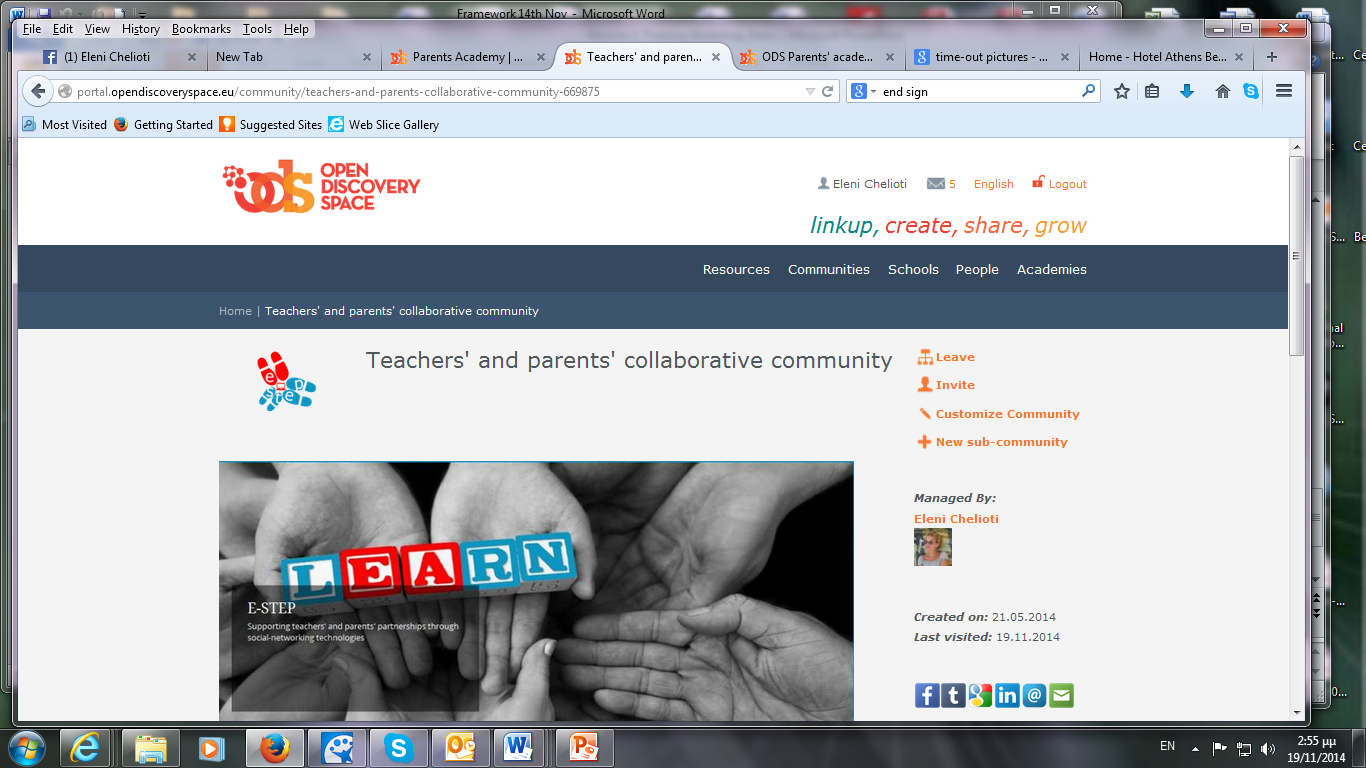 Framework 14th Nov - Microsoft Word
File Edit View History Bookmarks Tools Help
(1) Eleni Chelioti
New Tab
Parents Academy | ...
Teachers' and paren...
ODS Parents' acade...
time-out pictures - ...
Home - Hotel Athens Be...
portal.opendiscoveryspace.eu/community/teachers-and-parents-collaborative-community-669875
end sign
Most Visited Getting Started Suggested Sites Web Slice Gallery
ods OPEN
DISCOVERY
SPACE
Eleni Chelioti 5 English Logout
linkup, create, share, grow
Resources Communities Schools People Academies
Home | Teachers' and parents' collaborative community
e-step
Teachers' and parents' collaborative community
Leave
Invite
Customize Community
New sub-community
Managed By:
Eleni Chelioti
Created on: 21.05.2014
Last visited: 19.11.2014
LEARN
E-STEP
Supporting teachers' and parents' partnerships through
social-networking technologies
EN
2:55 μμ
19/11/2014